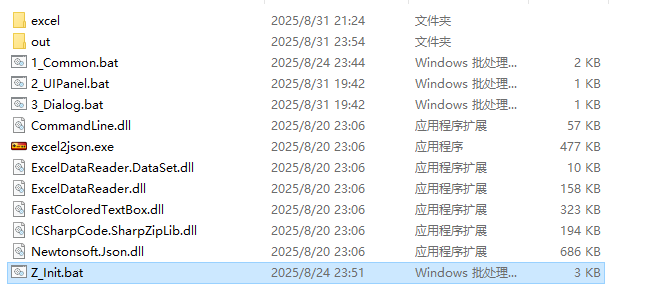 excel 2025/8/31 21:24 文件夹
out 2025/8/31 23:54 文件夹
1_Common.bat 2025/8/24 23:44 Windows 批处理... 2 KB
2_UIPanel.bat 2025/8/31 19:42 Windows 批处理... 1 KB
3_Dialog.bat 2025/8/31 19:42 Windows 批处理... 1 KB
CommandLine.dll 2025/8/20 23:06 应用程序扩展 57 KB
excel2json.exe 2025/8/20 23:06 应用程序 477 KB
ExcelDataReader.DataSet.dll 2025/8/20 23:06 应用程序扩展 10 KB
ExcelDataReader.dll 2025/8/20 23:06 应用程序扩展 158 KB
FastColoredTextBox.dll 2025/8/20 23:06 应用程序扩展 323 KB
ICSharpCode.SharpZipLib.dll 2025/8/20 23:06 应用程序扩展 194 KB
Newtonsoft.Json.dll 2025/8/20 23:06 应用程序扩展 686 KB
Z_Init.bat 2025/8/24 23:51 Windows 批处理... 3 KB